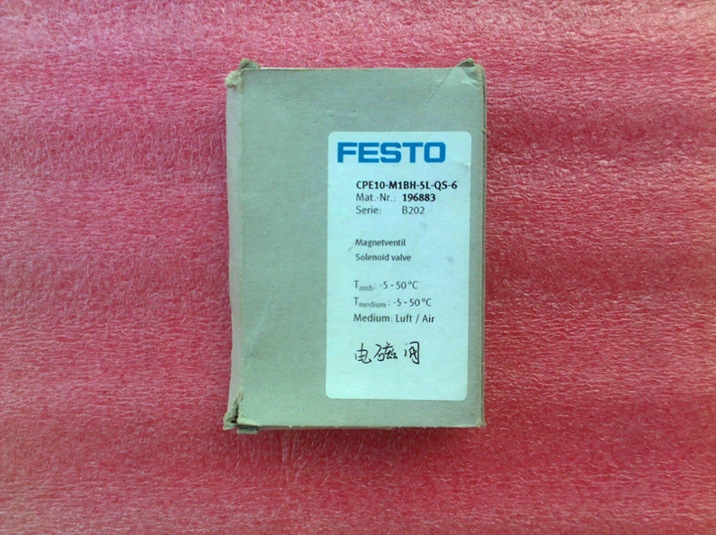 FESTO
CPE10-M1BH-5L-QS-6
Mat.-Nr.: 196883
Serie: B202
Magnetventil
Solenoid valve
Tamb: -5 - 50 °C
Tmedium: -5 - 50 °C
Medium: Luft / Air
电磁阀